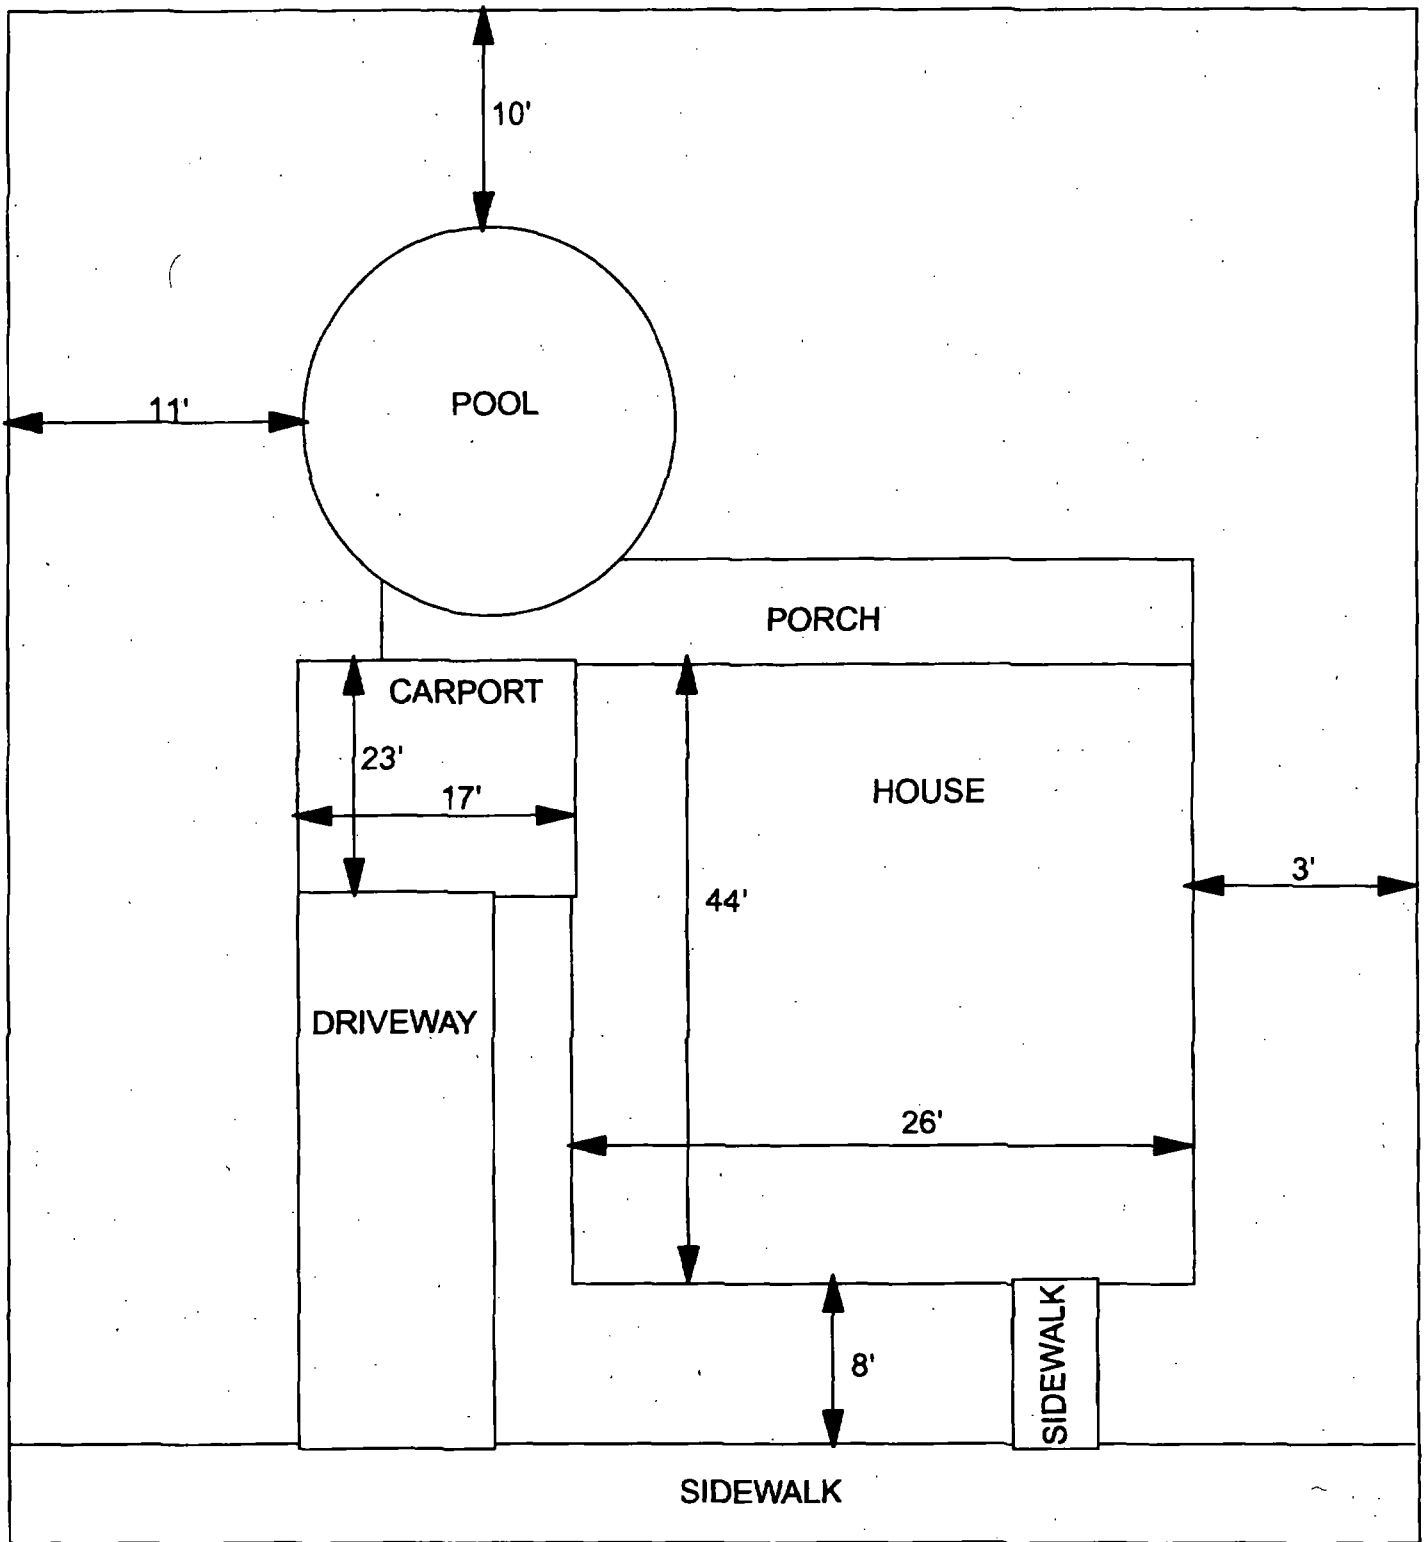 10'
POOL
11'
PORCH
CARPORT
23'
17'
HOUSE
3'
44'
DRIVEWAY
26'
8'
SIDEWALK
SIDEWALK